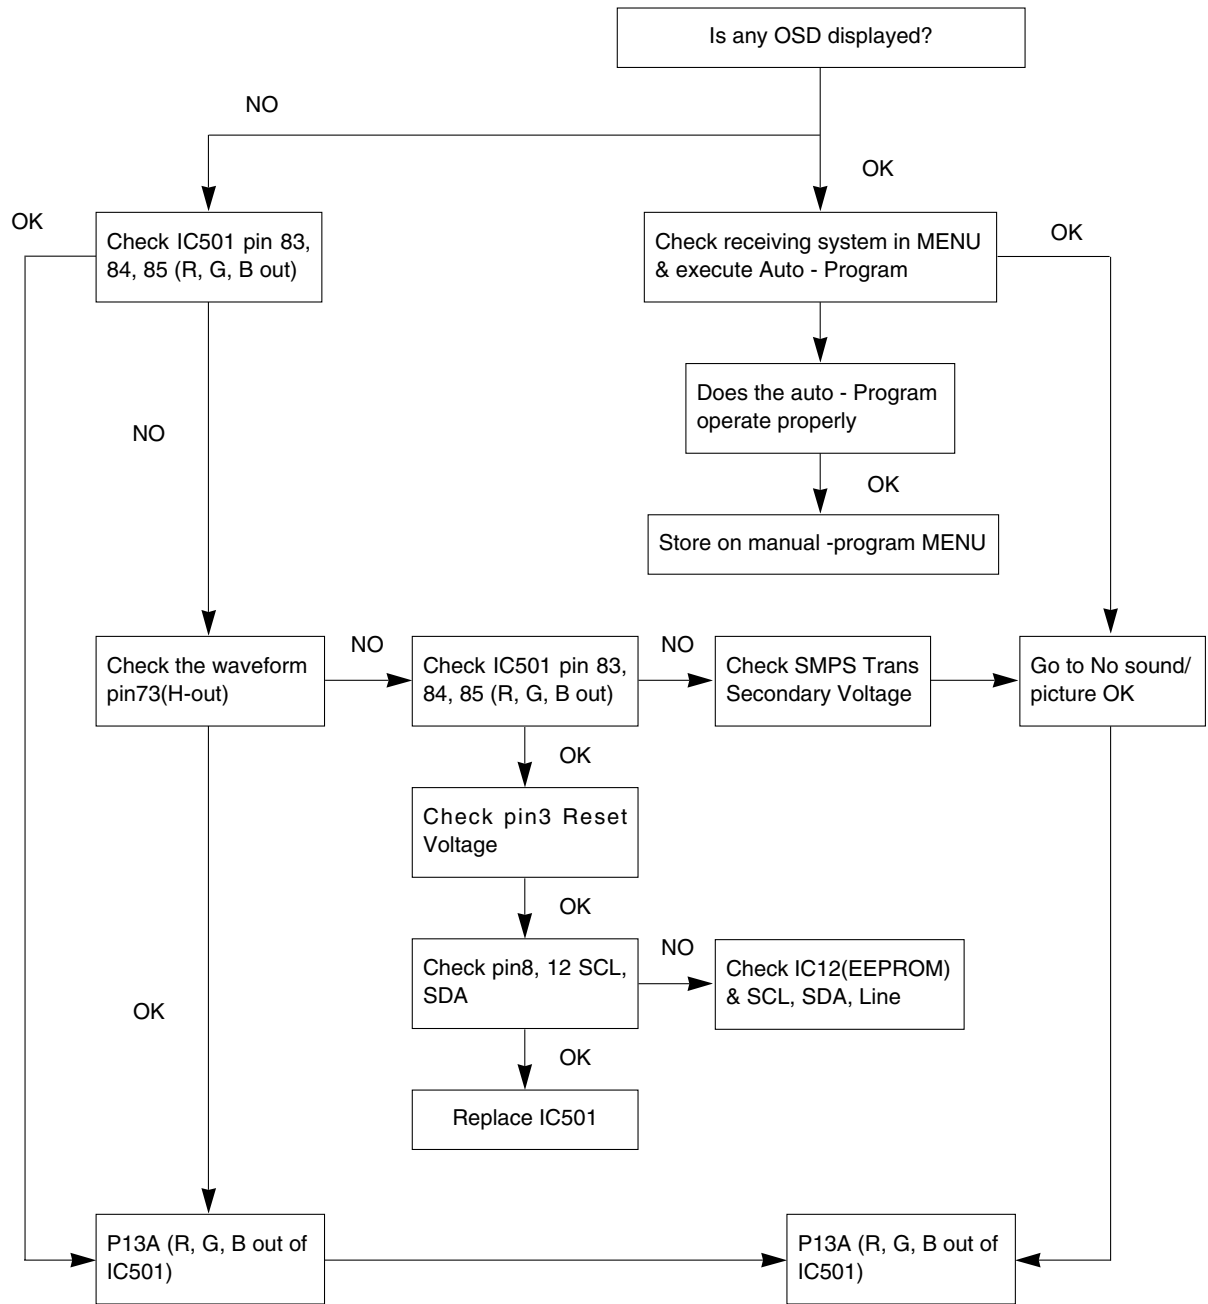 Is any OSD displayed?
NO
OK
OK
Check IC501 pin 83,
84, 85 (R, G, B out)
Check receiving system in MENU
& execute Auto - Program
OK
Does the auto - Program
operate properly
NO
OK
Store on manual -program MENU
Check the waveform
pin73(H-out)
NO
Check IC501 pin 83,
84, 85 (R, G, B out)
NO
Check SMPS Trans
Secondary Voltage
Go to No sound/
picture OK
OK
Check pin3 Reset
Voltage
OK
Check pin8, 12 SCL,
SDA
NO
Check IC12(EEPROM)
& SCL, SDA, Line
OK
OK
Replace IC501
P13A (R, G, B out of
IC501)
P13A (R, G, B out of
IC501)